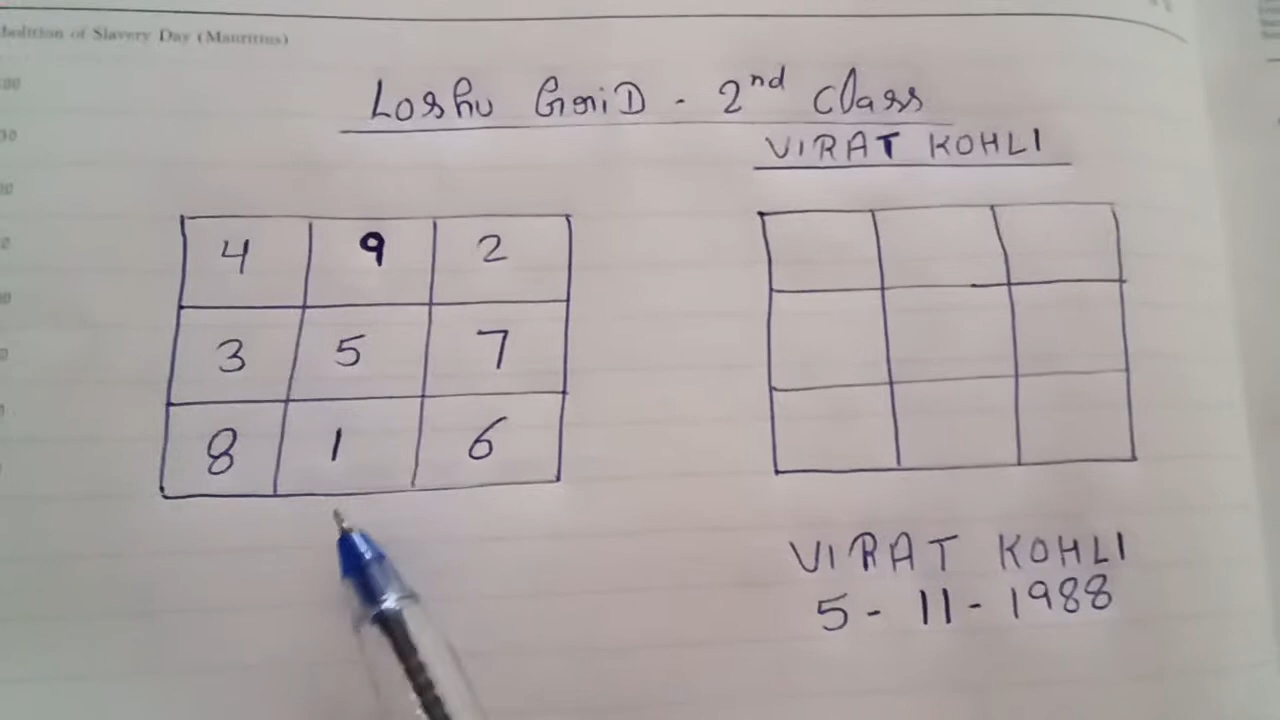 bolition of Slavery Day (Mauritius)
Loshu GriD - 2nd Class
VIRAT KOHLI
4 9 2
3 5 7
8 1 6
VIRAT KOHLI
5 - 11 - 1988